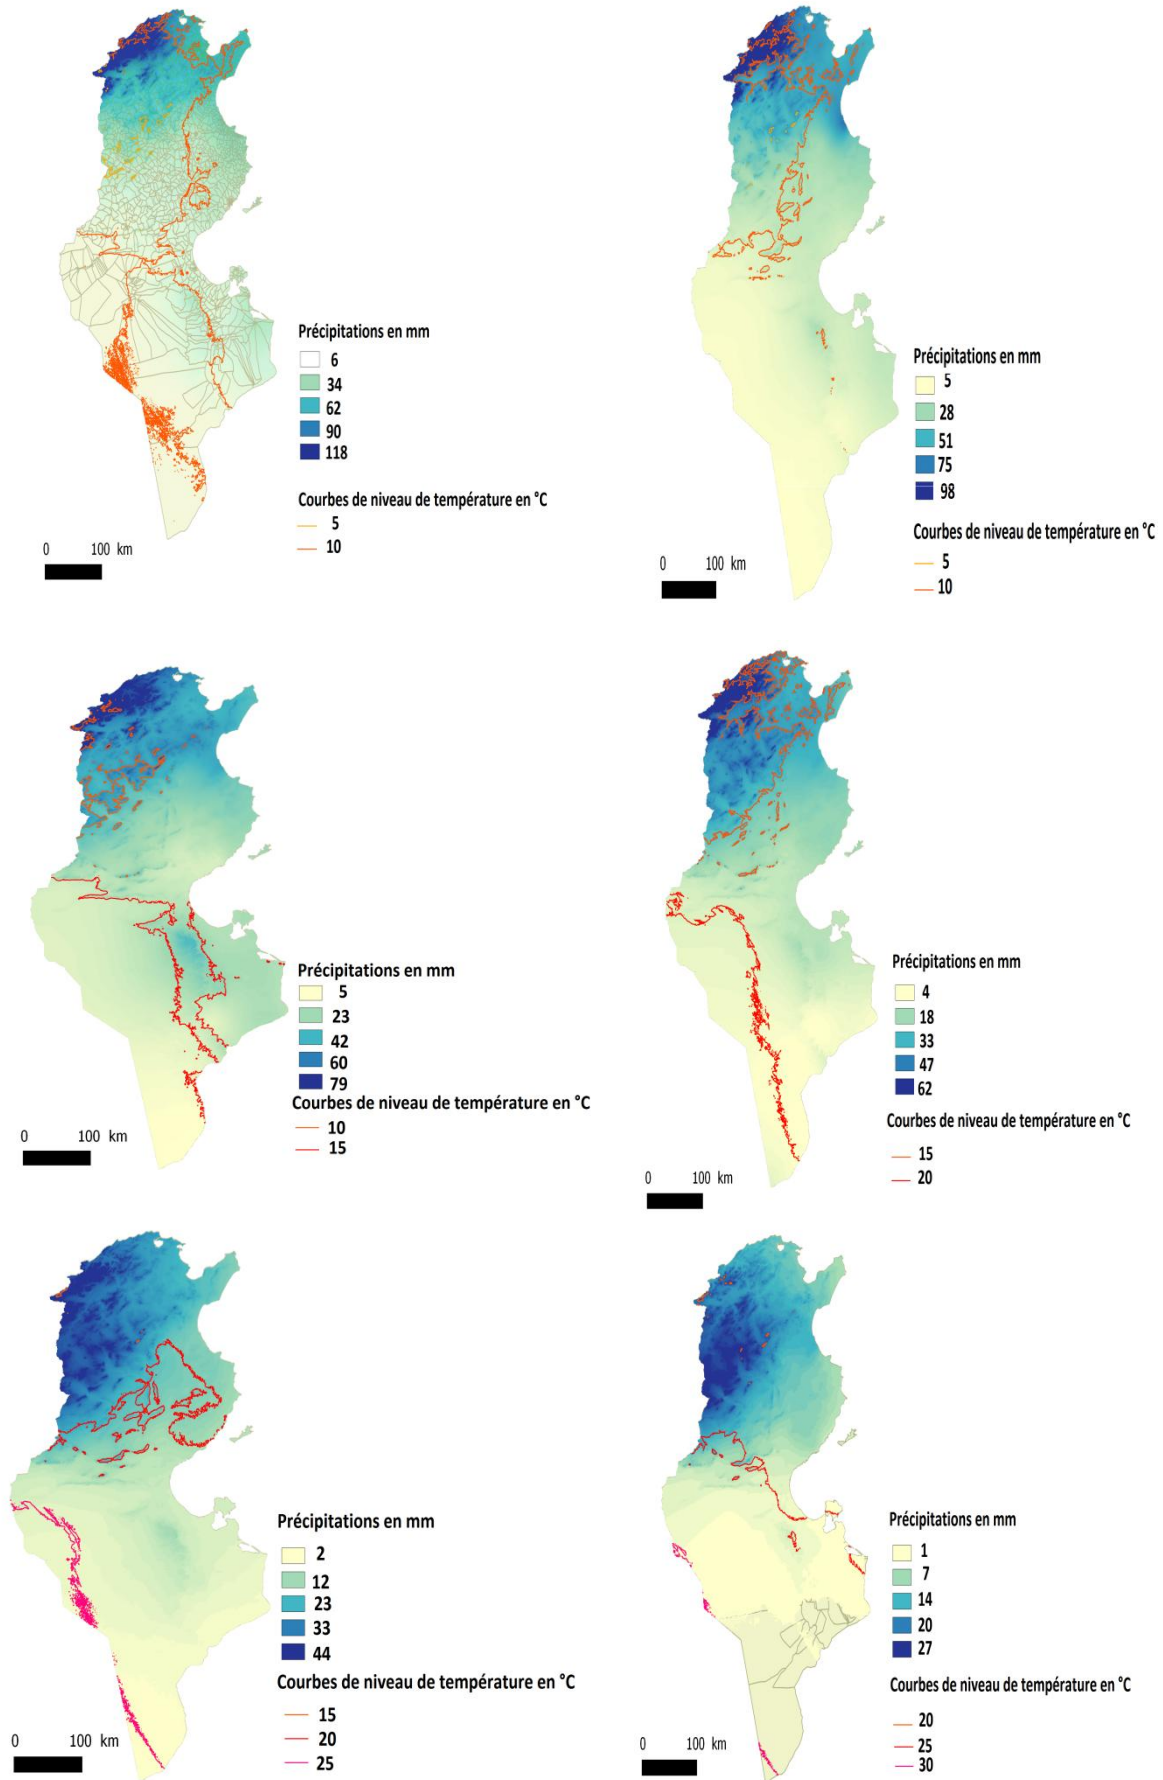 Précipitations en mm
6
34
62
90
118
Courbes de niveau de température en °C
5
10
0 100 km
Précipitations en mm
5
28
51
75
98
Courbes de niveau de température en °C
5
10
0 100 km
Précipitations en mm
5
23
42
60
79
Courbes de niveau de température en °C
10
15
0 100 km
Précipitations en mm
4
18
33
47
62
Courbes de niveau de température en °C
15
20
0 100 km
Précipitations en mm
2
12
23
33
44
Courbes de niveau de température en °C
15
20
25
0 100 km
Précipitations en mm
1
7
14
20
27
Courbes de niveau de température en °C
20
25
30
0 100 km